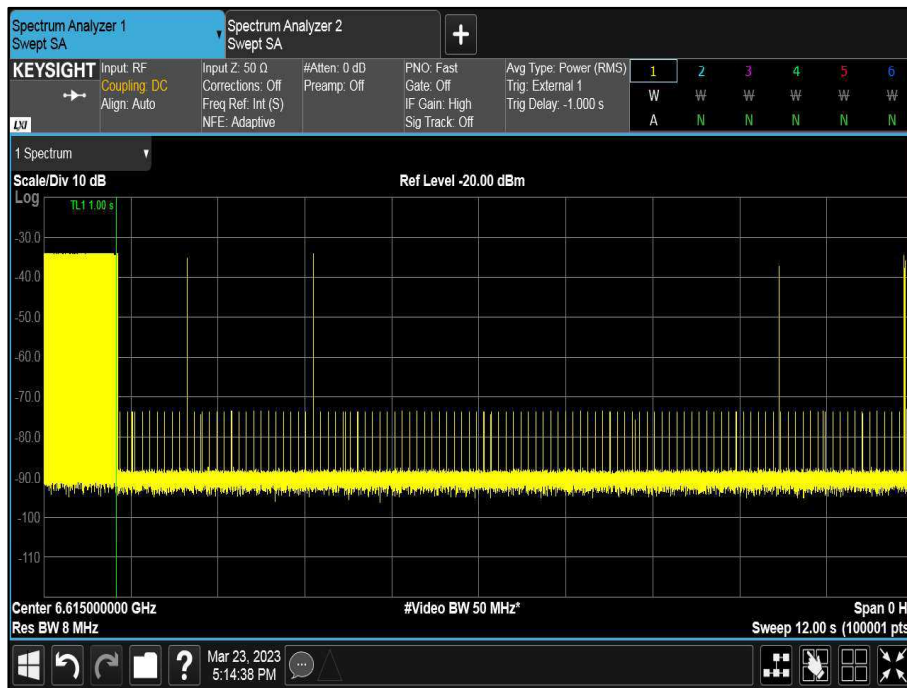 Spectrum Analyzer 1
Swept SA
Spectrum Analyzer 2
Swept SA
+
KEYSIGHT
LXI
Input: RF
Coupling: DC
Align: Auto
Input Z: 50 Ω
Corrections: Off
Freq Ref: Int (S)
NFE: Adaptive
#Atten: 0 dB
Preamp: Off
PNO: Fast
Gate: Off
IF Gain: High
Sig Track: Off
Avg Type: Power (RMS)
Trig: External 1
Trig Delay: -1.000 s
1 2 3 4 5 6
W W W W W W
A N N N N N
1 Spectrum
Scale/Div 10 dB
Ref Level -20.00 dBm
Log
TL1 1.00 s
-30.0
-40.0
-50.0
-60.0
-70.0
-80.0
-90.0
-100
-110
Center 6.615000000 GHz
#Video BW 50 MHz*
Span 0 H
Res BW 8 MHz
Sweep 12.00 s (100001 pts
?
Mar 23, 2023
5:14:38 PM